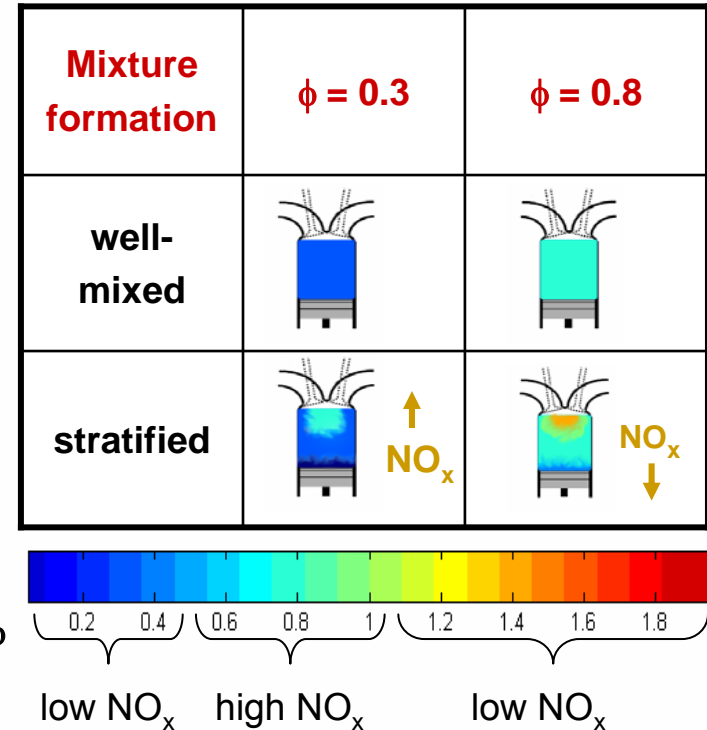 Mixture
formation
ϕ = 0.3
ϕ = 0.8
well-
mixed
stratified
NOx
NOx
0.2 0.4 0.6 0.8 1 1.2 1.4 1.6 1.8
low NOx high NOx low NOx